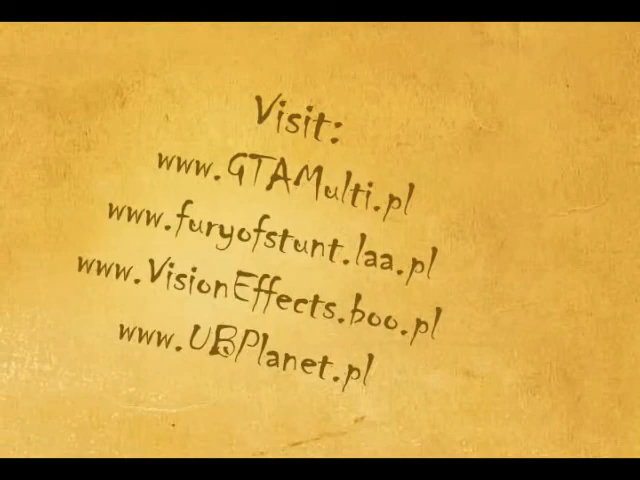 Visit:
www.GTAMulti.pl
www.furyofstunt.laa.pl
www.VisionEffects.boo.pl
www.UBPlanet.pl